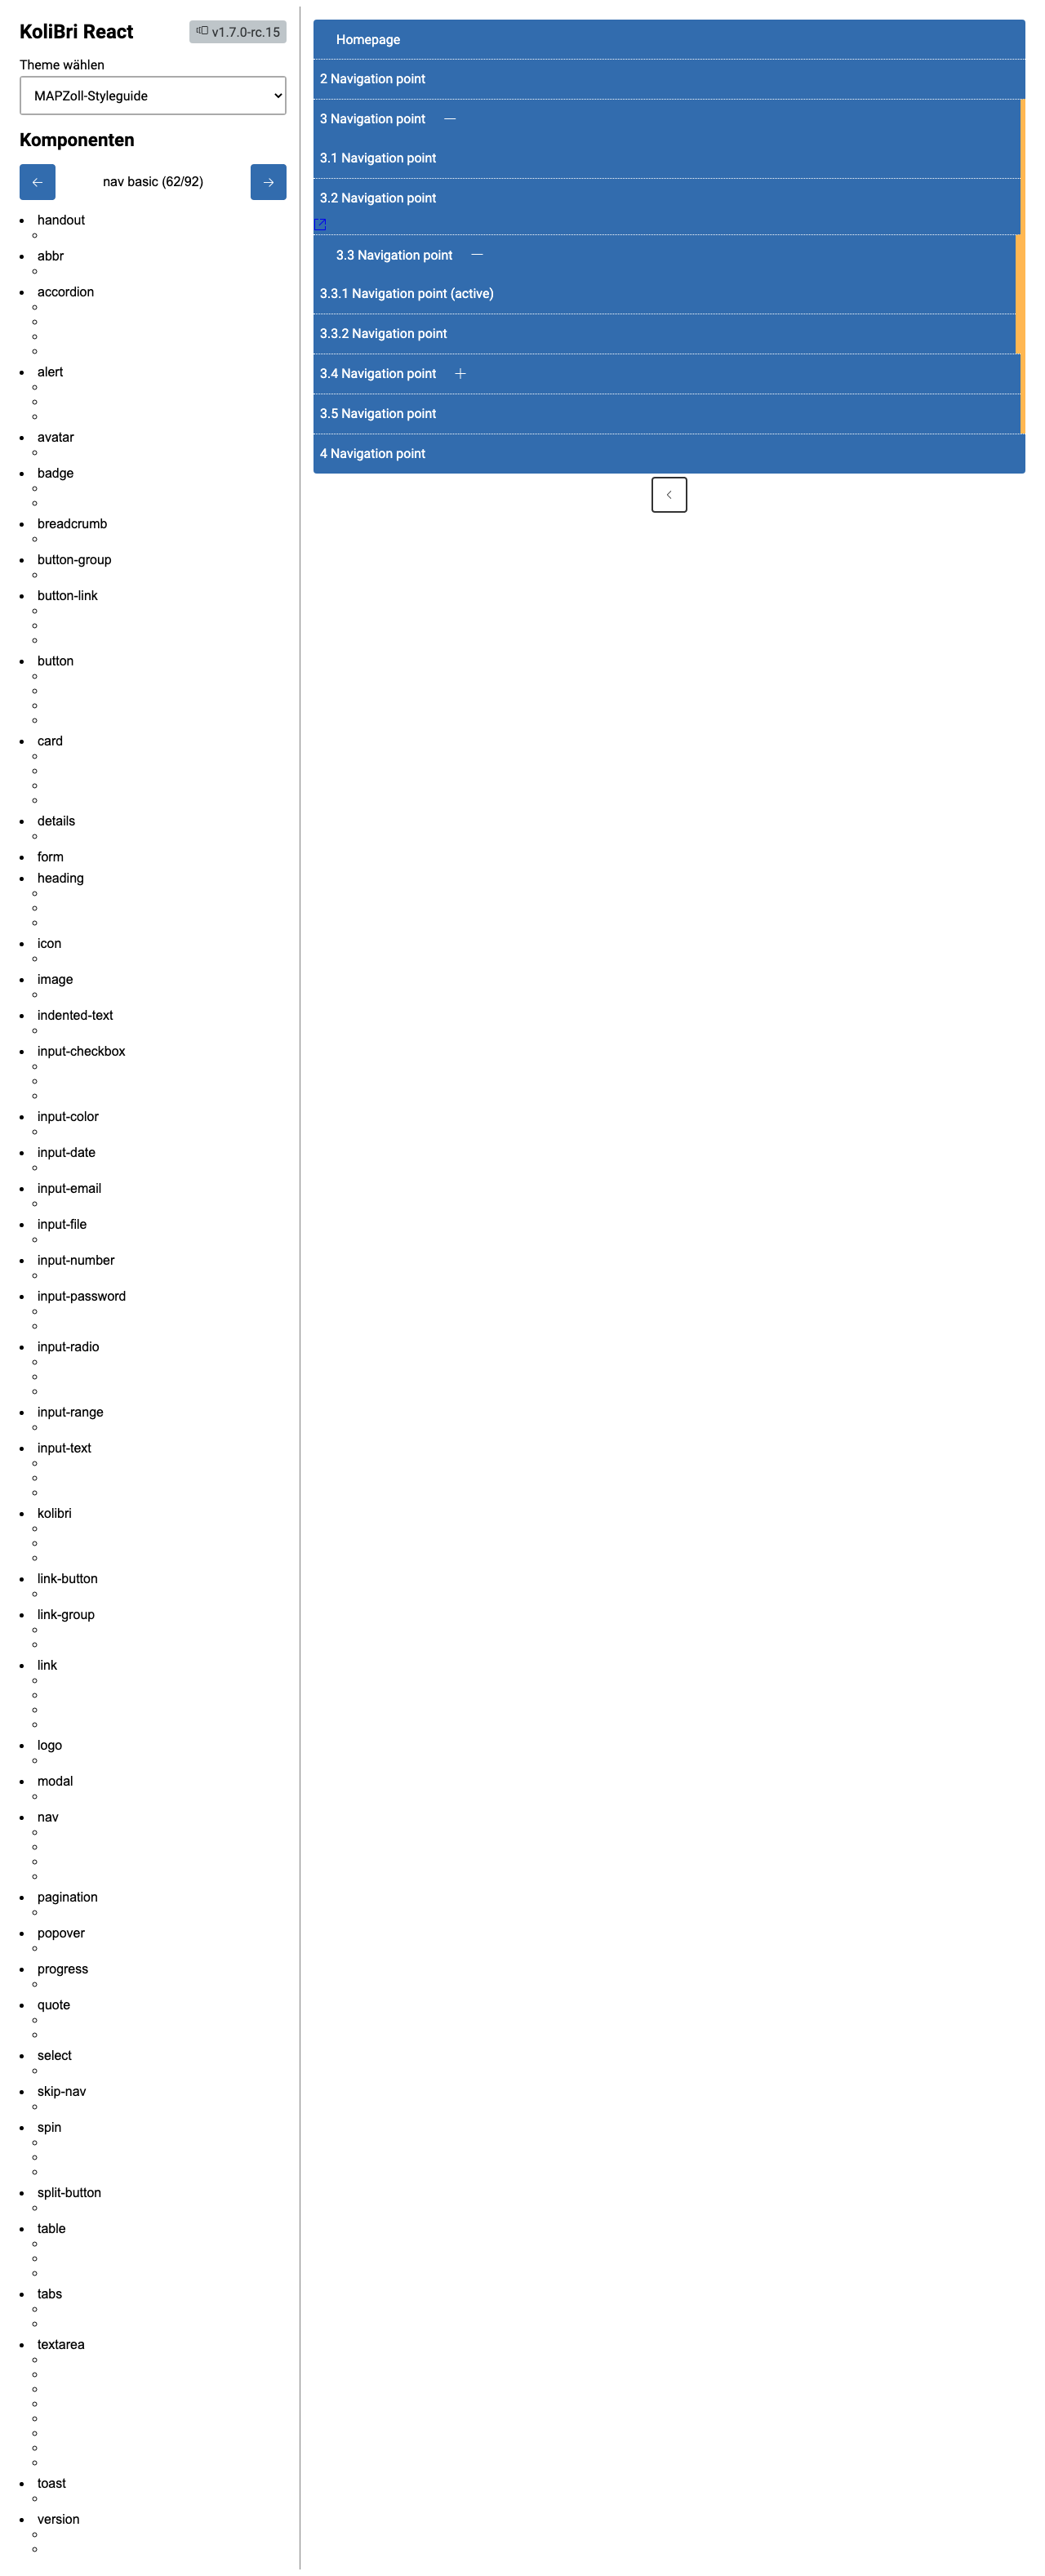 KoliBri React
v1.7.0-rc.15
Theme wählen
MAPZoll-Styleguide
Komponenten
nav basic (62/92)
handout
abbr
accordion
alert
avatar
badge
breadcrumb
button-group
button-link
button
card
details
form
heading
icon
image
indented-text
input-checkbox
input-color
input-date
input-email
input-file
input-number
input-password
input-radio
input-range
input-text
kolibri
link-button
link-group
link
logo
modal
nav
pagination
popover
progress
quote
select
skip-nav
spin
split-button
table
tabs
textarea
toast
version
Homepage
2 Navigation point
3 Navigation point
3.1 Navigation point
3.2 Navigation point
3.3 Navigation point
3.3.1 Navigation point (active)
3.3.2 Navigation point
3.4 Navigation point
3.5 Navigation point
4 Navigation point